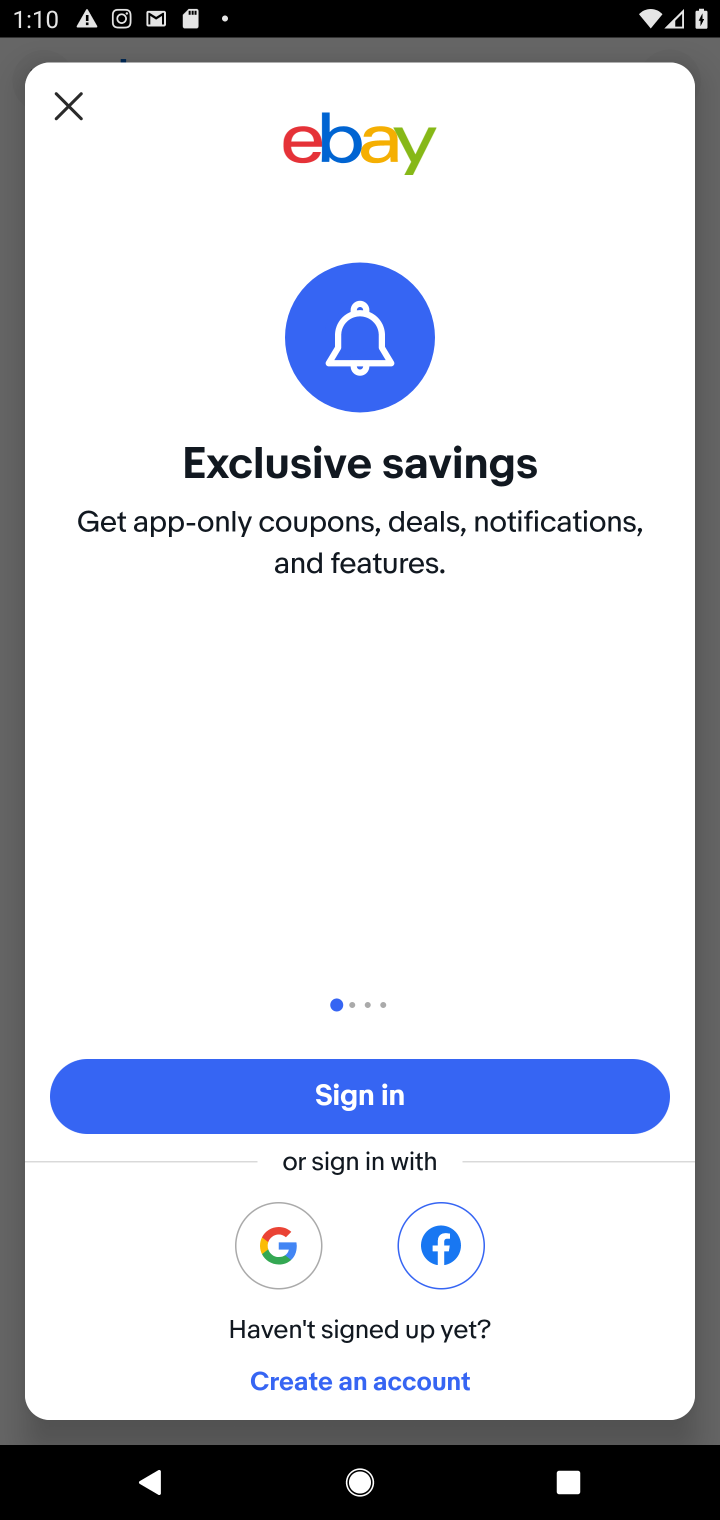 1:10
ebay
Exclusive savings
Get app-only coupons, deals, notifications,
and features.
Sign in
or sign in with
Haven't signed up yet?
Create an account